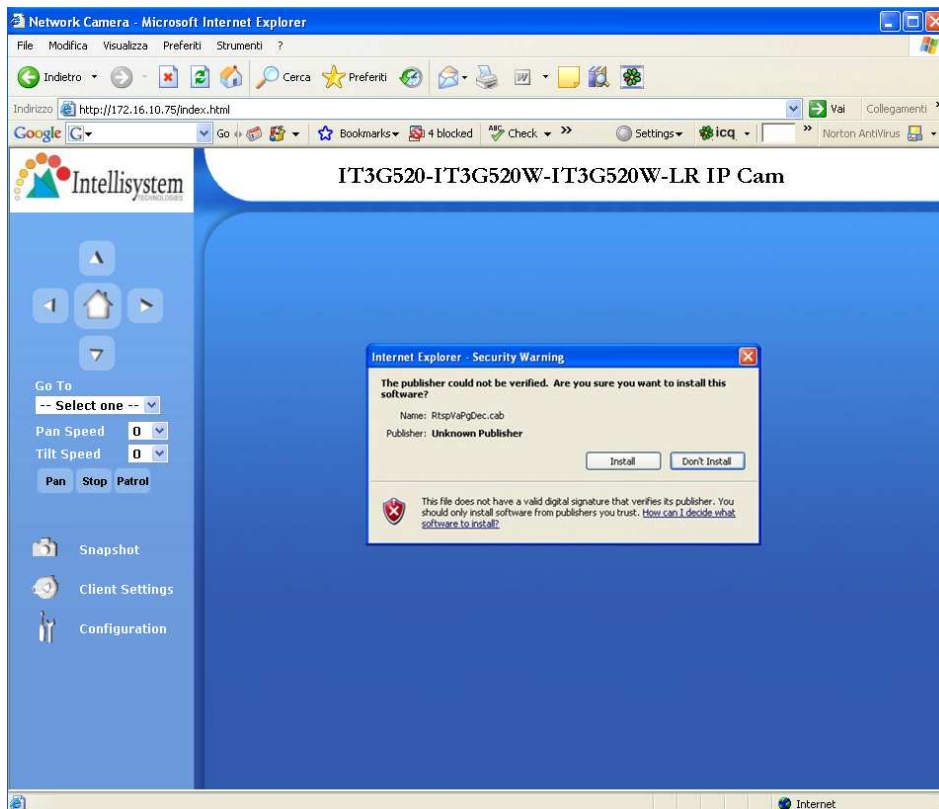 Network Camera - Microsoft Internet Explorer
File Modifica Visualizza Preferiti Strumenti ?
Indietro Cerca Preferiti
Indirizzo http://172.16.10.75/index.html Vai Collegamenti »
Google G Go Bookmarks 4 blocked ABC Check » Settings icq » Norton AntiVirus
Intellisystem
TECHNOLOGIES
IT3G520-IT3G520W-IT3G520W-LR IP Cam
Go To
-- Select one --
Pan Speed 0
Tilt Speed 0
Pan Stop Patrol
Snapshot
Client Settings
Configuration
Internet Explorer - Security Warning
The publisher could not be verified. Are you sure you want to install this
software?
Name: RtspVaPgDec.cab
Publisher: Unknown Publisher
Install Don't Install
This file does not have a valid digital signature that verifies its publisher. You
should only install software from publishers you trust. How can I decide what
software to install?
Internet